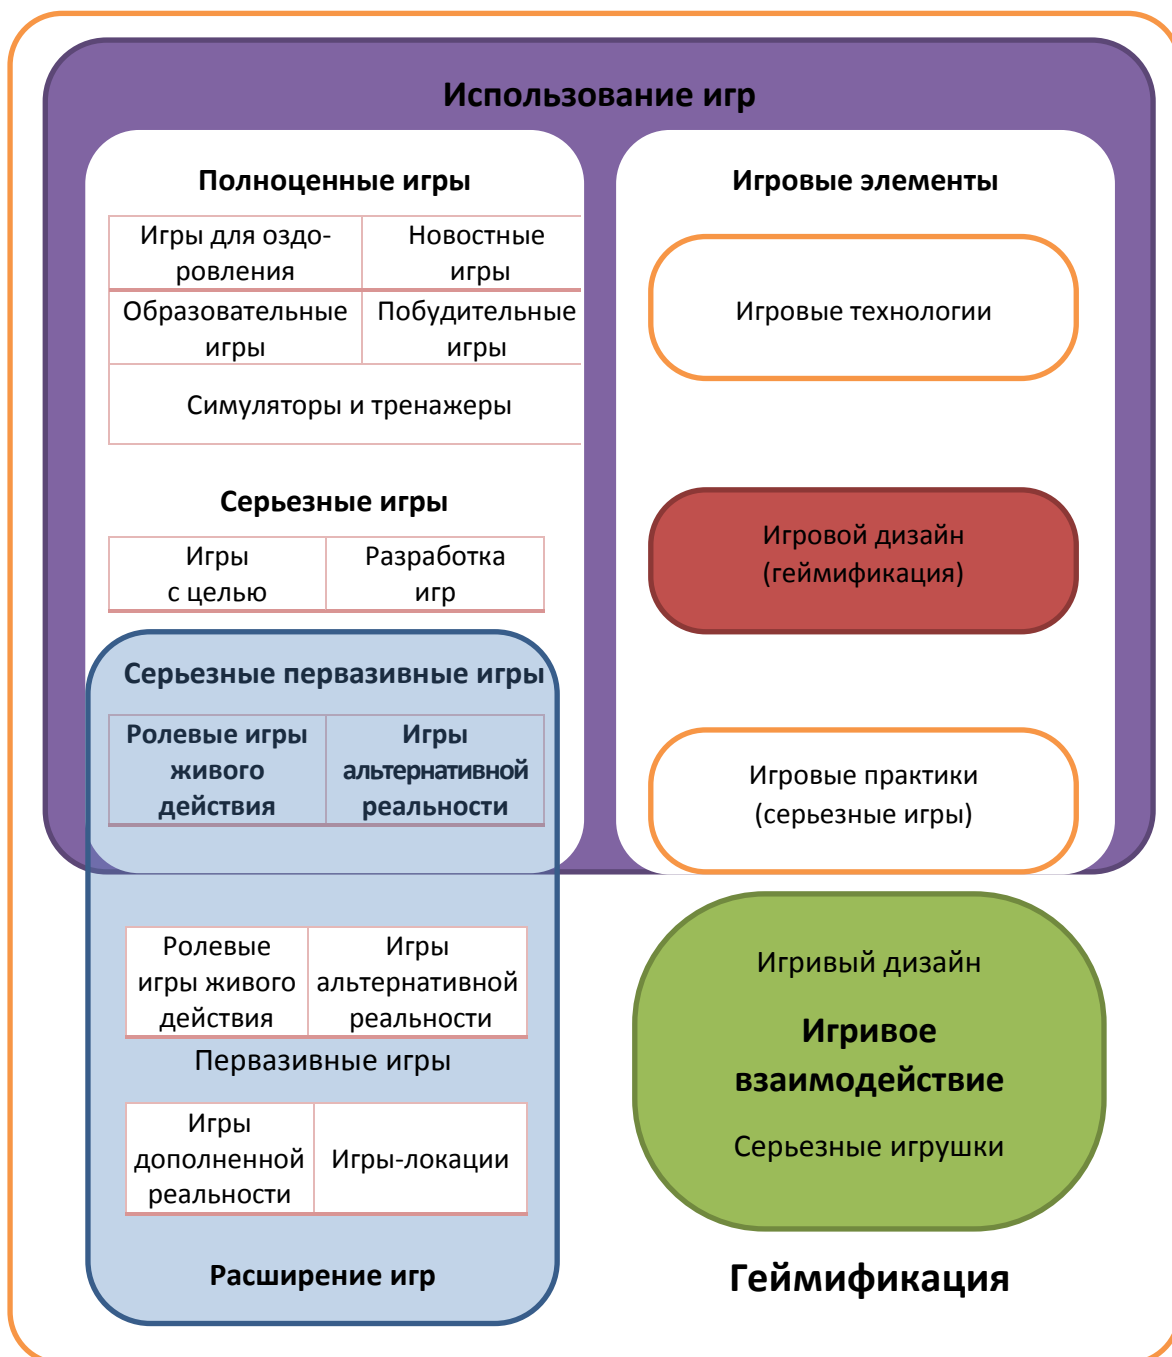 Использование игр
Полноценные игры
Игры для оздо-
ровления
Новостные
игры
Образовательные
игры
Побудительные
игры
Симуляторы и тренажеры
Серьезные игры
Игры
с целью
Разработка
игр
Серьезные первазивные игры
Ролевые игры
живого
действия
Игры
альтернативной
реальности
Ролевые
игры живого
действия
Игры
альтернативной
реальности
Первазивные игры
Игры
дополненной
реальности
Игры-локации
Расширение игр
Игровые элементы
Игровые технологии
Игровой дизайн
(геймификация)
Игровые практики
(серьезные игры)
Игривый дизайн
Игривое
взаимодействие
Серьезные игрушки
Геймификация